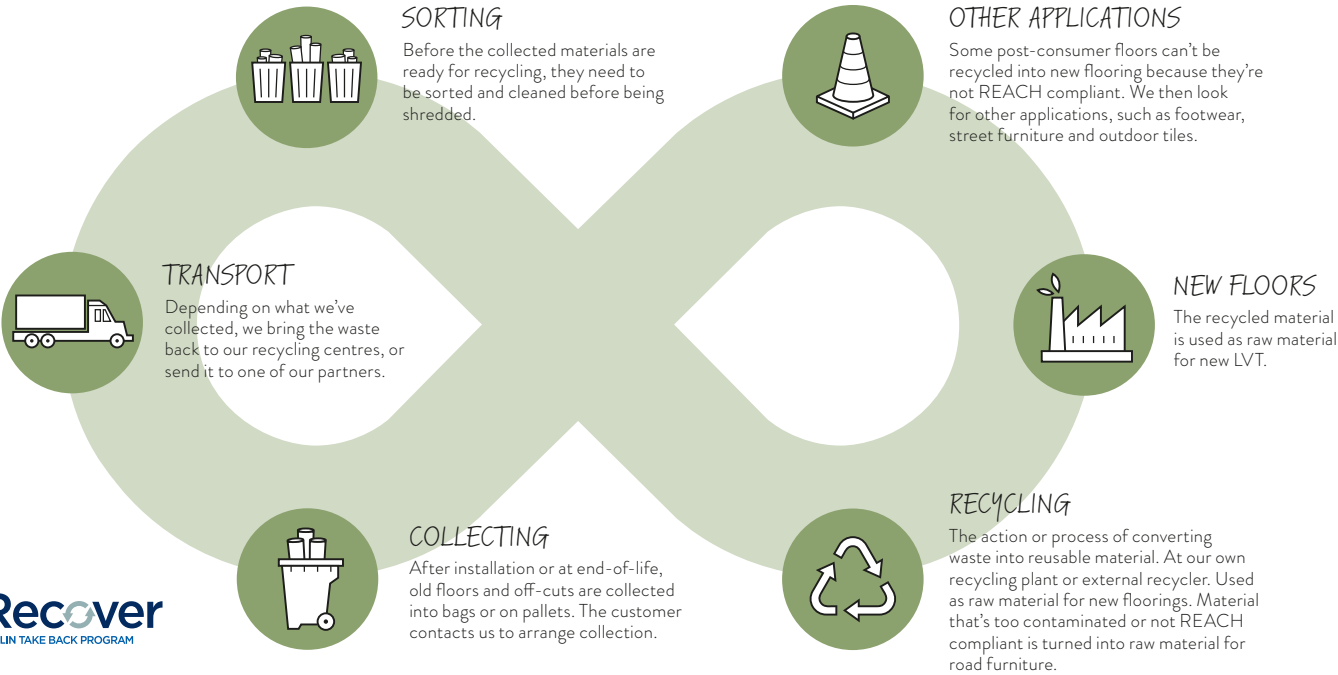 SORTING
Before the collected materials are
ready for recycling, they need to
be sorted and cleaned before being
shredded.
OTHER APPLICATIONS
Some post-consumer floors can't be
recycled into new flooring because they're
not REACH compliant. We then look
for other applications, such as footwear,
street furniture and outdoor tiles.
TRANSPORT
Depending on what we've
collected, we bring the waste
back to our recycling centres, or
send it to one of our partners.
NEW FLOORS
The recycled material
is used as raw material
for new LVT.
COLLECTING
After installation or at end-of-life,
old floors and off-cuts are collected
into bags or on pallets. The customer
contacts us to arrange collection.
RECYCLING
The action or process of converting
waste into reusable material. At our own
recycling plant or external recycler. Used
as raw material for new floorings. Material
that's too contaminated or not REACH
compliant is turned into raw material for
road furniture.
Recover
LIN TAKE BACK PROGRAM